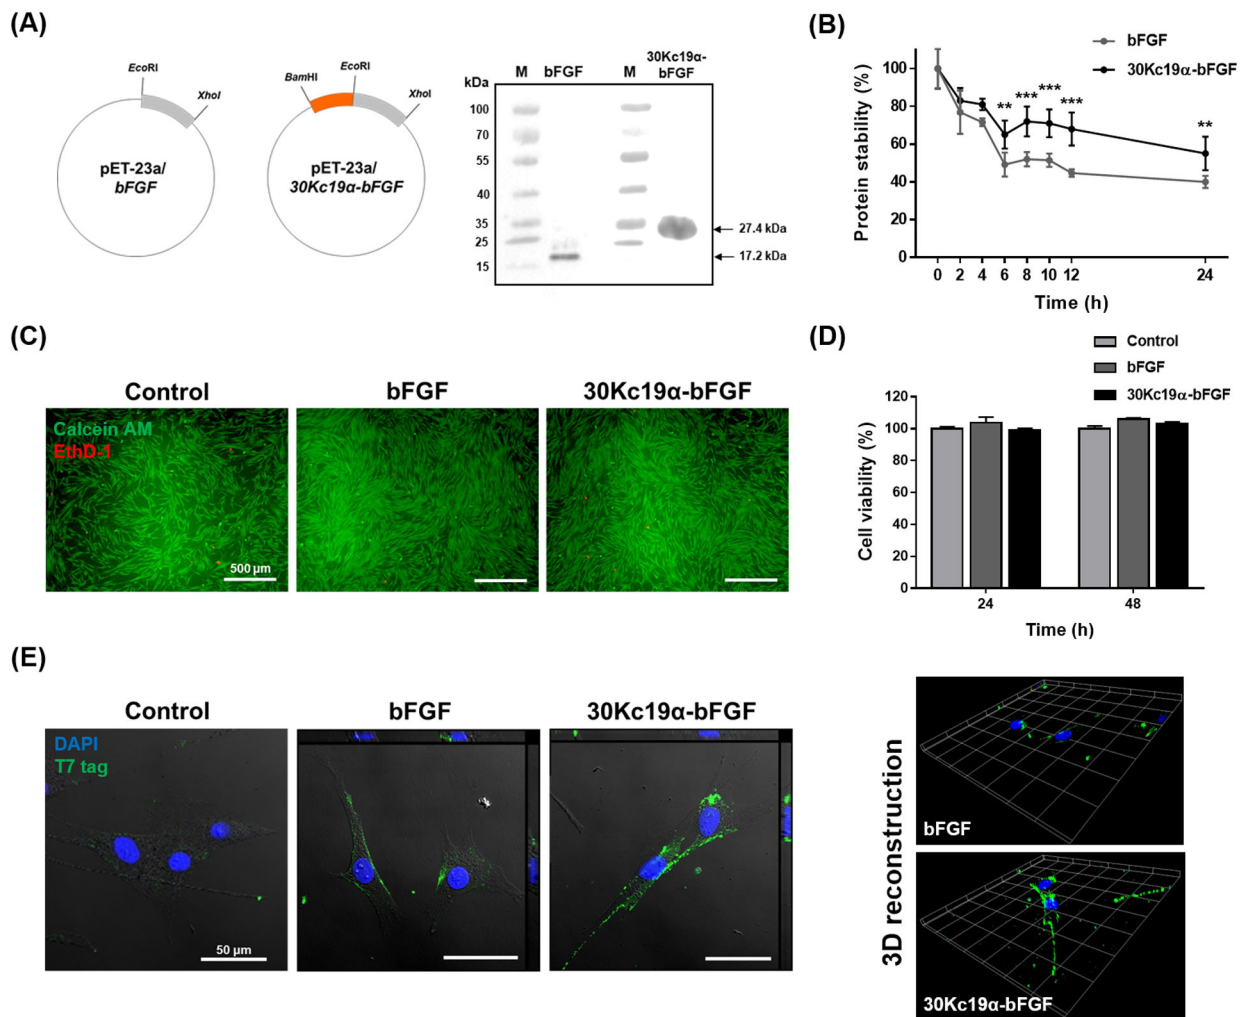 (A)
EcoRI
XhoI
pET-23a/
bFGF
BamHI
EcoRI
XhoI
pET-23a/
30Kc19α-bFGF
kDa
M
bFGF
M
30Kc19α-
bFGF
100
70
55
40
35
25
15
27.4 kDa
17.2 kDa
(B)
bFGF
30Kc19α-bFGF
Protein stability (%)
100
80
60
40
20
0
**
***
***
***
**
0 2 4 6 8 10 12 24
Time (h)
(C)
Control
bFGF
30Kc19α-bFGF
Calcein AM
EthD-1
500 µm
(D)
Control
bFGF
30Kc19α-bFGF
Cell viability (%)
120
100
80
60
40
20
0
24 48
Time (h)
(E)
Control
bFGF
30Kc19α-bFGF
DAPI
T7 tag
50 µm
3D reconstruction
bFGF
30Kc19α-bFGF